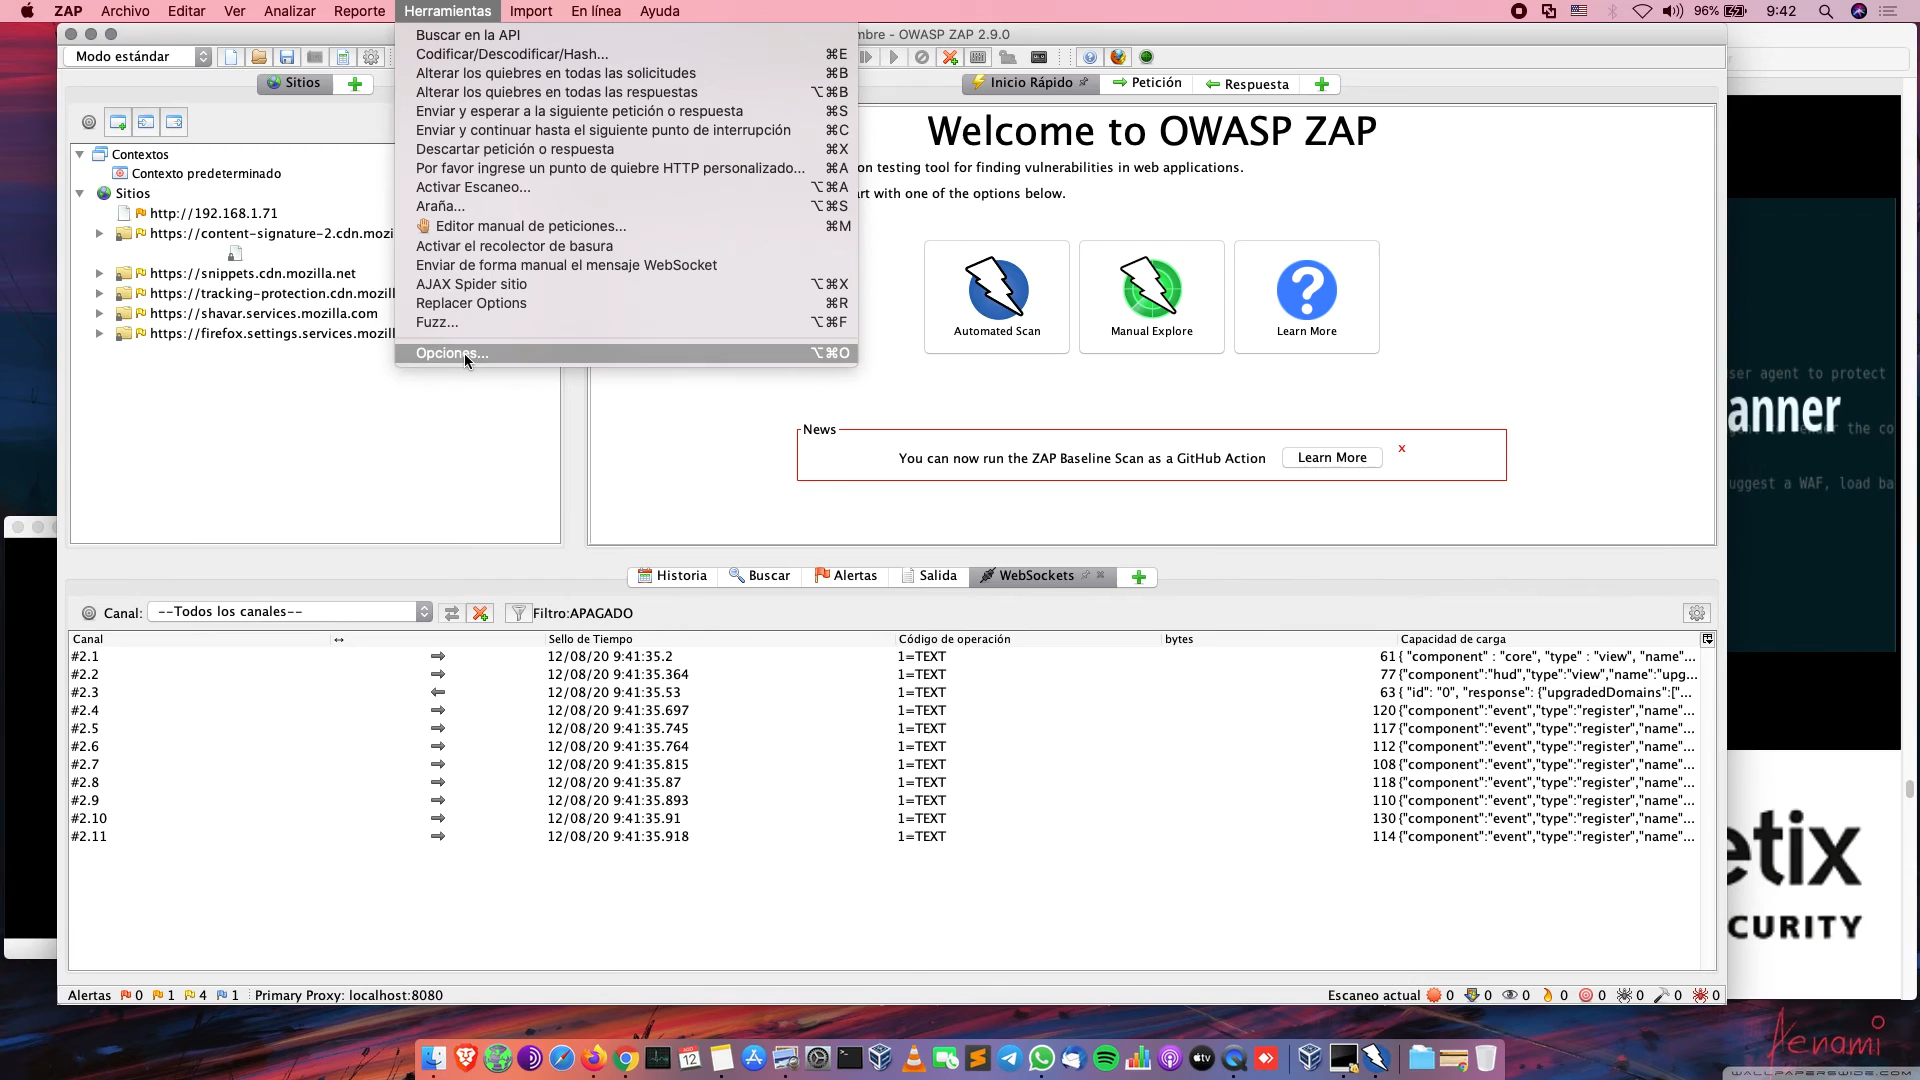 ZAP Archivo Editar Ver Analizar Reporte Herramientas Import En línea Ayuda 96% 9:42
mbre - OWASP ZAP 2.9.0
Modo estándar
Sitios
Inicio Rápido Petición Respuesta
Contextos
Contexto predeterminado
Sitios
http://192.168.1.71
https://content-signature-2.cdn.mozi
https://snippets.cdn.mozilla.net
https://tracking-protection.cdn.mozill
https://shavar.services.mozilla.com
https://firefox.settings.services.mozill
Buscar en la API
Codificar/Descodificar/Hash... ⌘E
Alterar los quiebres en todas las solicitudes ⌘B
Alterar los quiebres en todas las respuestas ⌥⌘B
Enviar y esperar a la siguiente petición o respuesta ⌘S
Enviar y continuar hasta el siguiente punto de interrupción ⌘C
Descartar petición o respuesta ⌘X
Por favor ingrese un punto de quiebre HTTP personalizado... ⌘A
Activar Escaneo... ⌥⌘A
Araña... ⌥⌘S
Editor manual de peticiones... ⌘M
Activar el recolector de basura
Enviar de forma manual el mensaje WebSocket
AJAX Spider sitio ⌥⌘X
Replacer Options ⌘R
Fuzz... ⌥⌘F
Opciones... ⌥⌘O
Welcome to OWASP ZAP
on testing tool for finding vulnerabilities in web applications.
art with one of the options below.
Automated Scan Manual Explore Learn More
News
You can now run the ZAP Baseline Scan as a GitHub Action Learn More x
ser agent to protect
anner
the co
uggest a WAF, load ba
etix
CURITY
Historia Buscar Alertas Salida WebSockets
Canal: --Todos los canales-- Filtro:APAGADO
Canal ↔ Sello de Tiempo Código de operación bytes Capacidad de carga
#2.1 ⇒ 12/08/20 9:41:35.2 1=TEXT 61 { "component" : "core", "type" : "view", "name"...
#2.2 ⇒ 12/08/20 9:41:35.364 1=TEXT 77 {"component":"hud","type":"view","name":"upg...
#2.3 ⇐ 12/08/20 9:41:35.53 1=TEXT 63 { "id": "0", "response": {"upgradedDomains":["...
#2.4 ⇒ 12/08/20 9:41:35.697 1=TEXT 120 {"component":"event","type":"register","name"...
#2.5 ⇒ 12/08/20 9:41:35.745 1=TEXT 117 {"component":"event","type":"register","name"...
#2.6 ⇒ 12/08/20 9:41:35.764 1=TEXT 112 {"component":"event","type":"register","name"...
#2.7 ⇒ 12/08/20 9:41:35.815 1=TEXT 108 {"component":"event","type":"register","name"...
#2.8 ⇒ 12/08/20 9:41:35.87 1=TEXT 118 {"component":"event","type":"register","name"...
#2.9 ⇒ 12/08/20 9:41:35.893 1=TEXT 110 {"component":"event","type":"register","name"...
#2.10 ⇒ 12/08/20 9:41:35.91 1=TEXT 130 {"component":"event","type":"register","name"...
#2.11 ⇒ 12/08/20 9:41:35.918 1=TEXT 114 {"component":"event","type":"register","name"...
Alertas 0 1 4 1 Primary Proxy: localhost:8080 Escaneo actual 0 0 0 0 0 0 0 0
Aenami
WALLPAPERSWIDE.COM